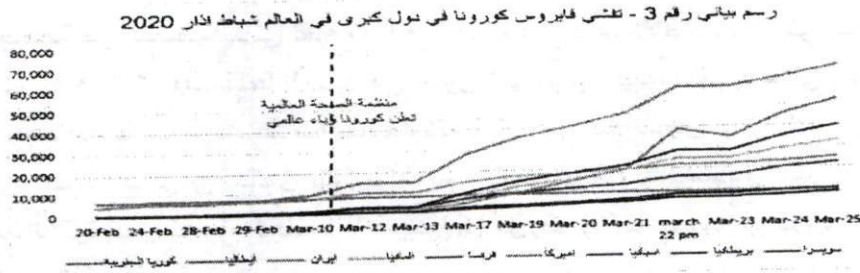 رسم بياني رقم 3 - تفشي فايروس كورونا في دول كبرى في العالم شباط اذار 2020
80,000
70,000
60,000
50,000
40,000
30,000
20,000
10,000
0
منظمة الصحة العالمية
تعلن كورونا وباء عالمي
20-Feb 24-Feb 28-Feb 29-Feb Mar-10 Mar-12 Mar-13 Mar-17 Mar-19 Mar-20 Mar-21 march 22 pm Mar-23 Mar-24 Mar-25
كوريا الجنوبية ايطاليا ايران المانيا فرنسا اميركا اسبانيا بريطانيا سويسرا